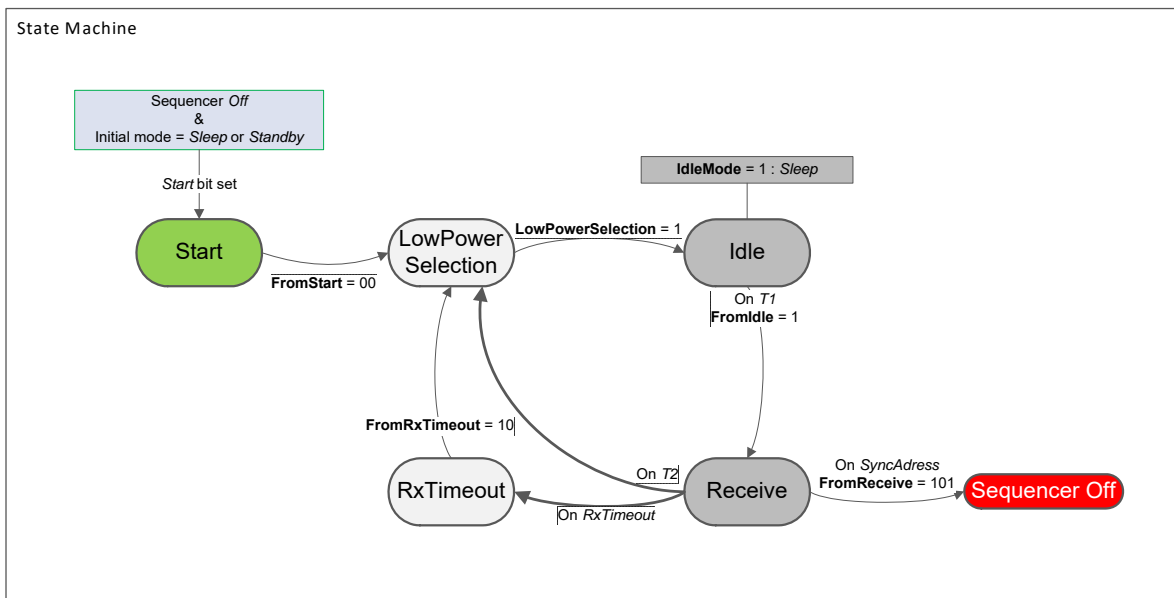 State Machine
Sequencer Off
&
Initial mode = Sleep or Standby
IdleMode = 1 : Sleep
Start bit set
Start
LowPower
Selection
LowPowerSelection = 1
Idle
FromStart = 00
On T1
FromIdle = 1
FromRxTimeout = 10
On T2
On SyncAdress
FromReceive = 101
RxTimeout
On RxTimeout
Receive
Sequencer Off